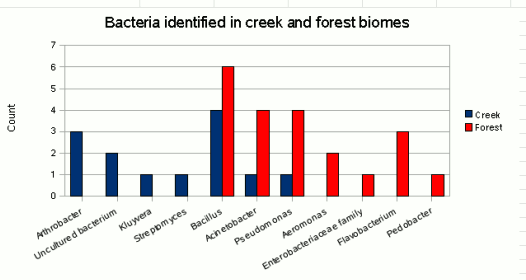 Bacteria identified in creek and forest biomes
Count
7
6
5
4
3
2
1
0
Arthrobacter
Uncultured bacterium
Kluyvera
Streptomyces
Bacillus
Acinetobacter
Pseudomonas
Aeromonas
Enterobacteriaceae family
Flavobacterium
Pedobacter
Creek
Forest